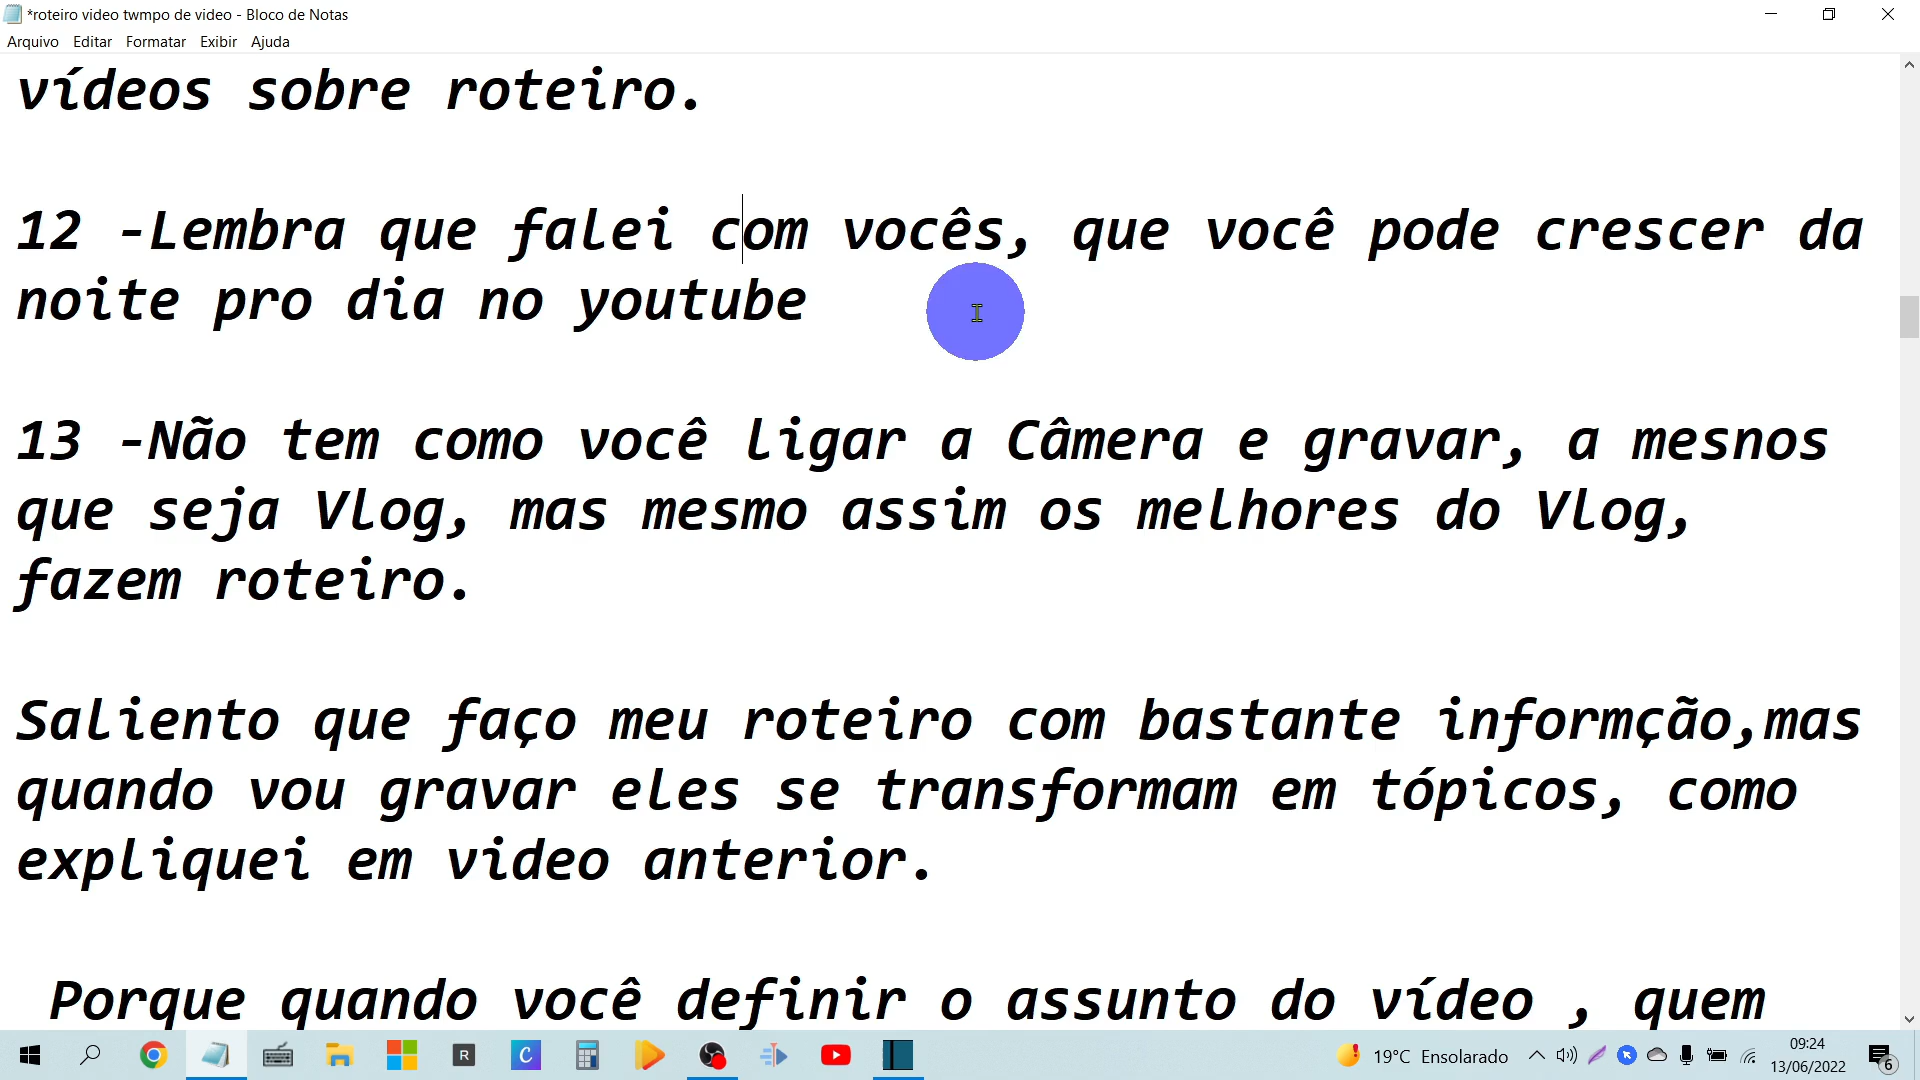 *roteiro video twmpo de video - Bloco de Notas
Arquivo Editar Formatar Exibir Ajuda
vídeos sobre roteiro.
12 -Lembra que falei com vocês, que você pode crescer da
noite pro dia no youtube
13 -Não tem como você ligar a Câmera e gravar, a mesnos
que seja Vlog, mas mesmo assim os melhores do Vlog,
fazem roteiro.
Saliento que faço meu roteiro com bastante informção,mas
quando vou gravar eles se transformam em tópicos, como
expliquei em video anterior.
Porque quando você definir o assunto do vídeo , quem
R
C
19°C Ensolarado
09:24
13/06/2022
6